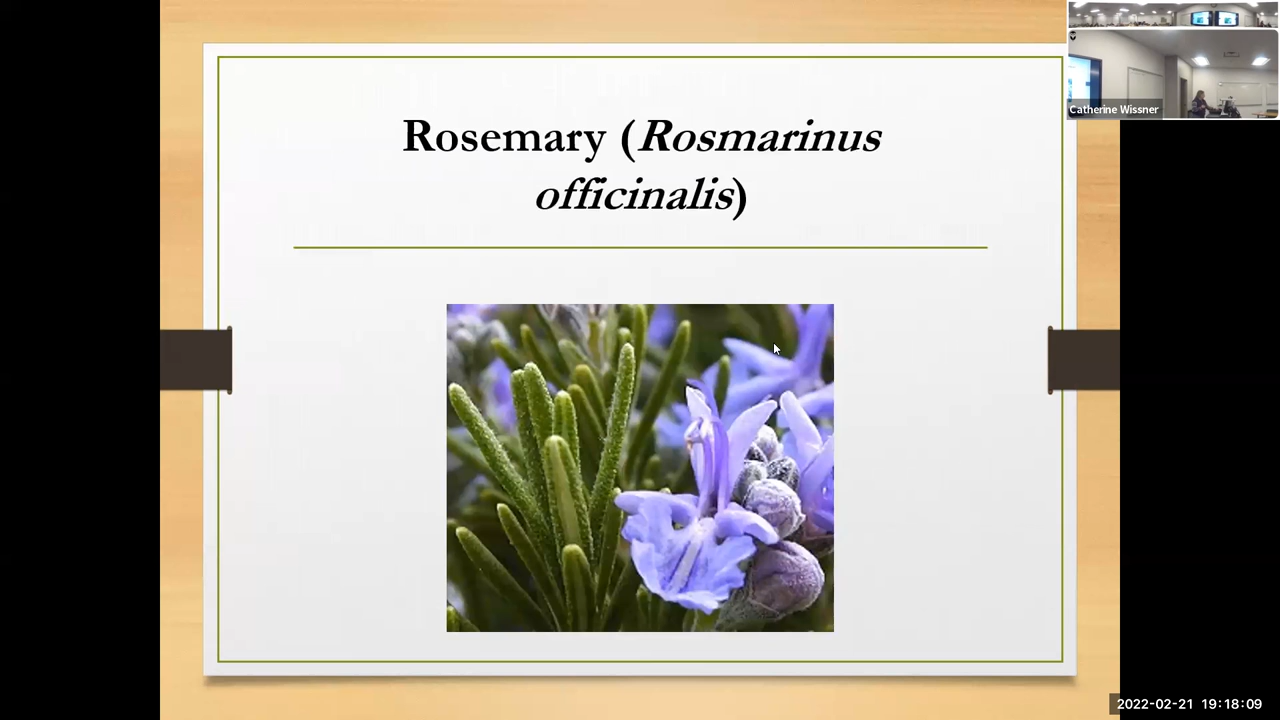 Rosemary (Rosmarinus
officinalis)
Catherine Wissner
2022-02-21 19:18:09